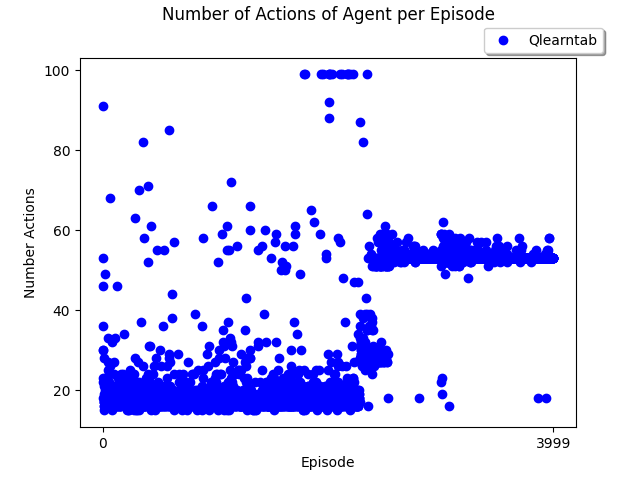 Number of Actions of Agent per Episode
Qlearntab
100
80
60
40
20
Number Actions
0
3999
Episode